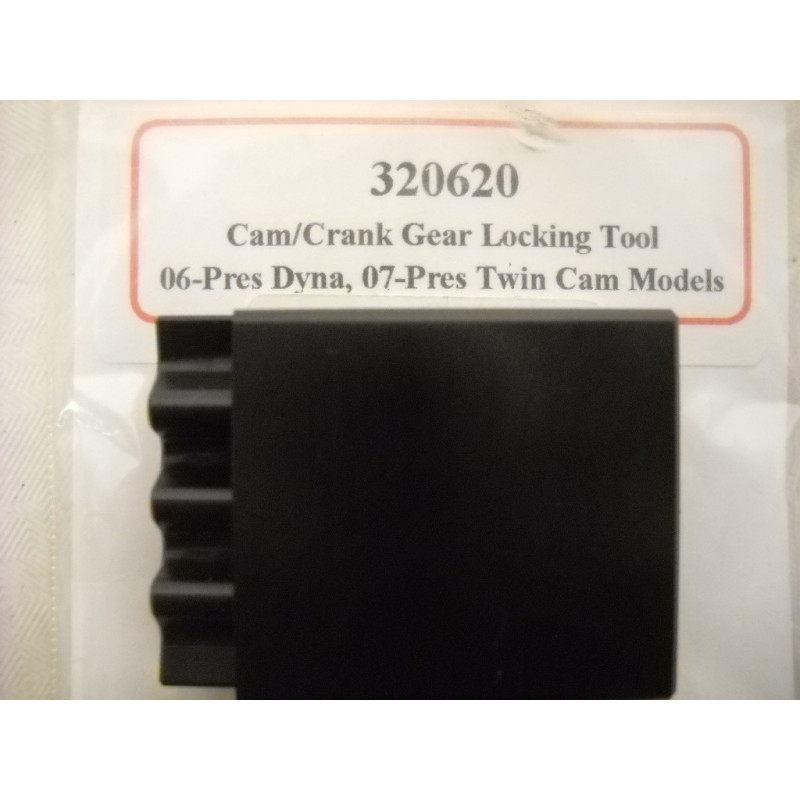 320620
Cam/Crank Gear Locking Tool
06-Pres Dyna, 07-Pres Twin Cam Models